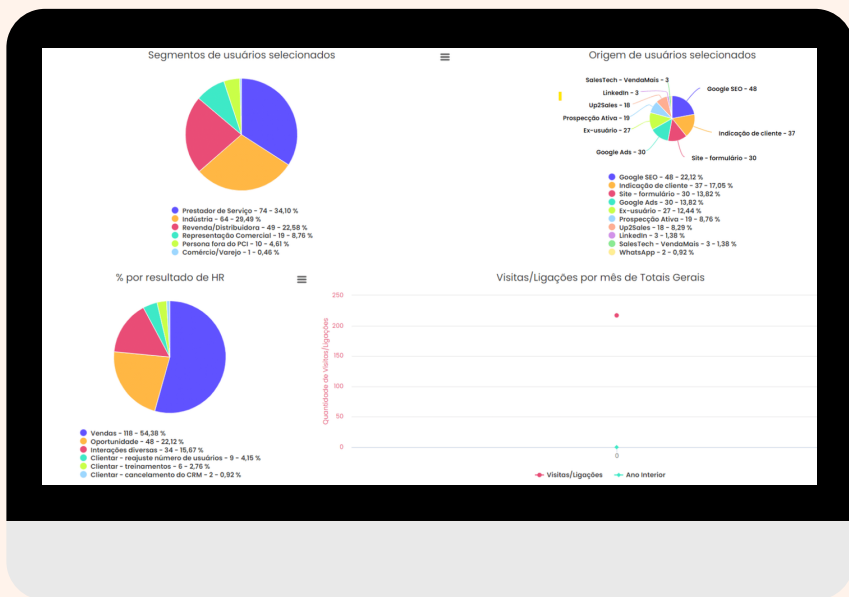 Segmentos de usuários selecionados
Prestador de Serviço - 74 - 34,10 %
Indústria - 64 - 29,49 %
Revenda/Distribuidora - 49 - 22,58 %
Representação Comercial - 19 - 8,76 %
Persona fora do PCI - 10 - 4,61 %
Comércio/Varejo - 1 - 0,46 %
Origem de usuários selecionados
SalesTech - VendaMais - 3
LinkedIn - 3
Up2Sales - 18
Prospecção Ativa - 19
Ex-usuário - 27
Google Ads - 30
Google SEO - 48
Indicação de cliente - 37
Site - formulário - 30
Google SEO - 48 - 22,12 %
Indicação de cliente - 37 - 17,05 %
Site - formulário - 30 - 13,82 %
Google Ads - 30 - 13,82 %
Ex-usuário - 27 - 12,44 %
Prospecção Ativa - 19 - 8,76 %
Up2Sales - 18 - 8,29 %
LinkedIn - 3 - 1,38 %
SalesTech - VendaMais - 3 - 1,38 %
WhatsApp - 2 - 0,92 %
% por resultado de HR
Vendas - 118 - 54,38 %
Oportunidade - 48 - 22,12 %
Interações diversas - 34 - 15,67 %
Clientar - reajuste número de usuários - 9 - 4,15 %
Clientar - treinamentos - 6 - 2,76 %
Clientar - cancelamento do CRM - 2 - 0,92 %
Visitas/Ligações por mês de Totais Gerais
Quantidade de Visitas/Ligações
250
200
150
100
50
0
0
Visitas/Ligações
Ano Interior